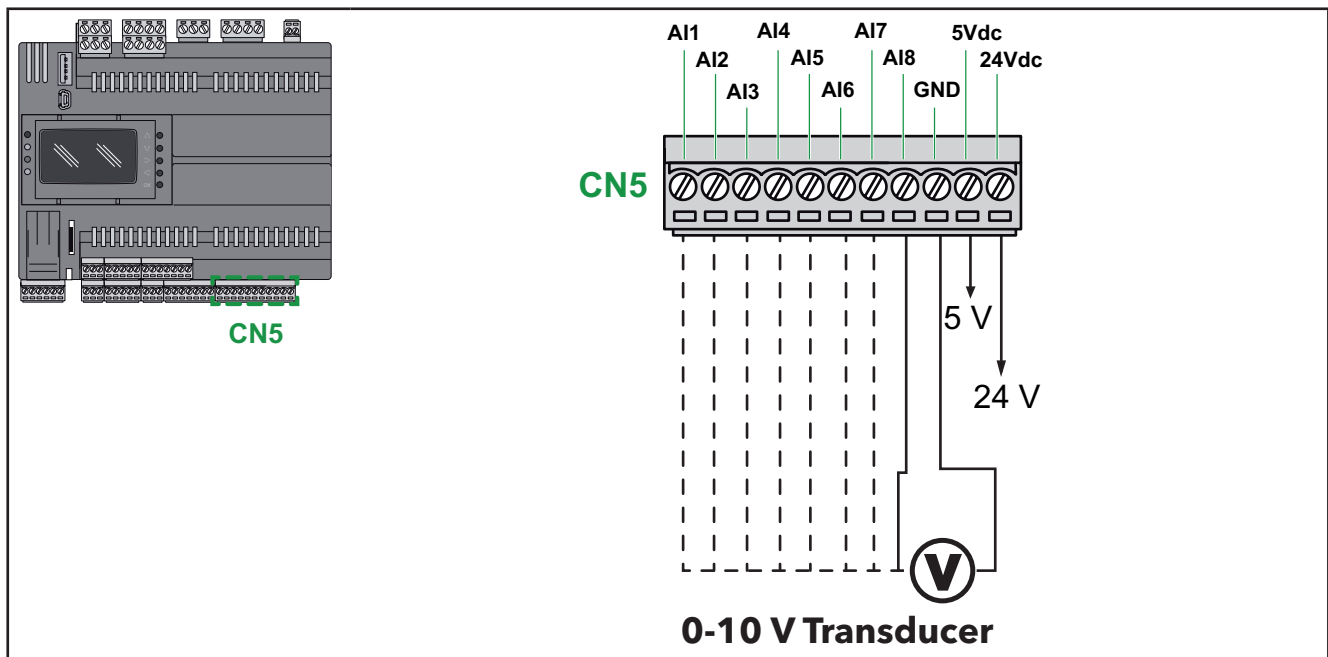 AI1 AI4 AI7 5Vdc
AI2 AI5 AI8 24Vdc
AI3 AI6 GND
CN5
CN5
5 V
24 V
V
0-10 V Transducer